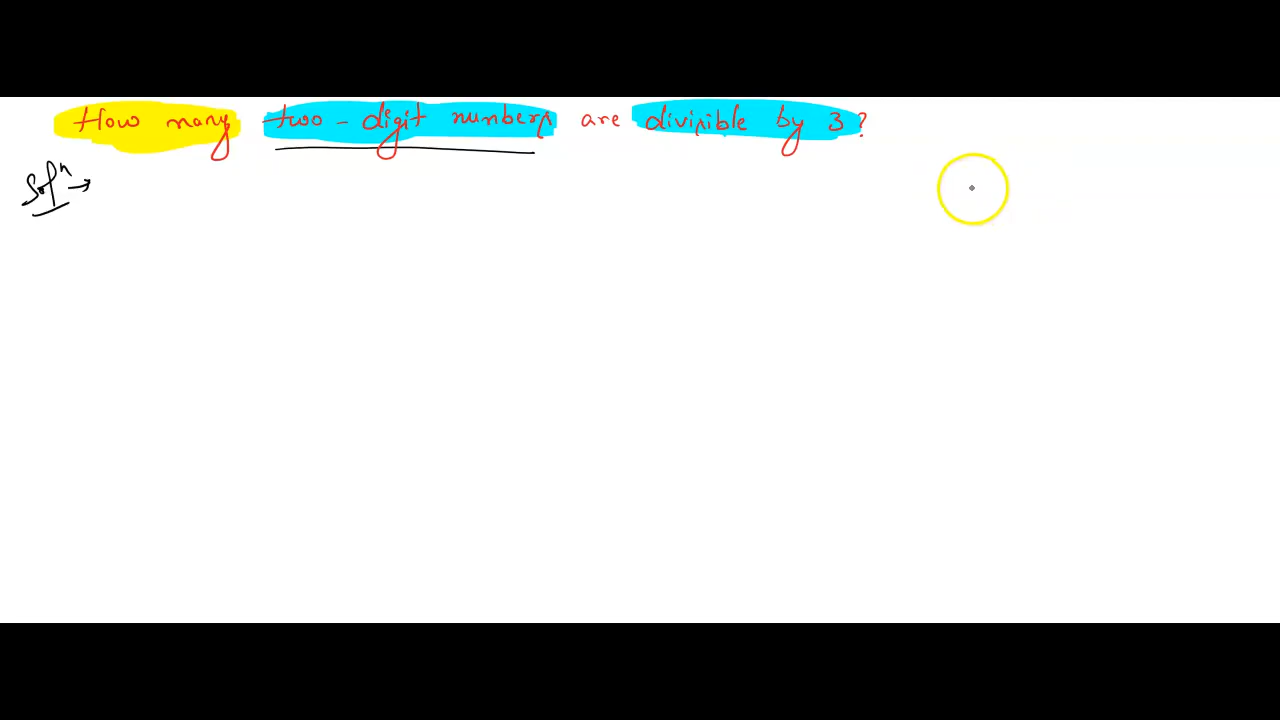 How many two-digit numbers are divisible by 3?
Solⁿ →